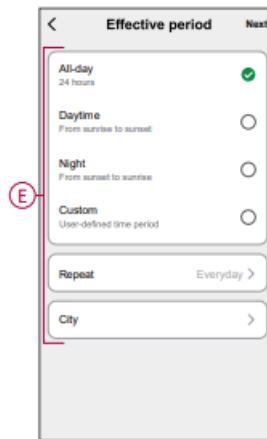 Effective period Next
All-day
24 hours
Daytime
From sunrise to sunset
Night
From sunset to sunrise
E
Custom
User-defined time period
Repeat Everyday >
City >